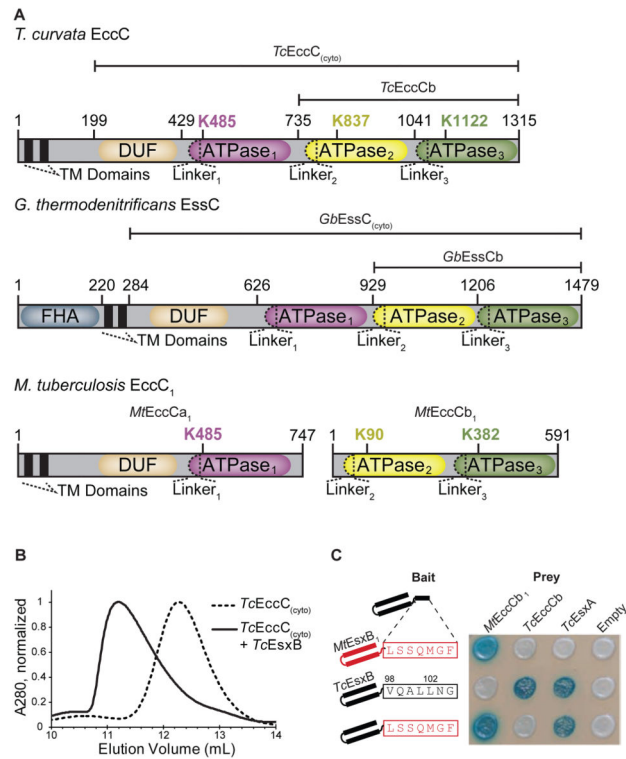 A
T. curvata EccC
TcEccC(cyto)
TcEccCb
1 199 429 K485 735 K837 1041 K1122 1315
DUF ATPase1 ATPase2 ATPase3
TM Domains Linker1 Linker2 Linker3
G. thermodenitrificans EssC
GbEssC(cyto)
GbEssCb
1 220 284 626 929 1206 1479
FHA DUF ATPase1 ATPase2 ATPase3
TM Domains Linker1 Linker2 Linker3
M. tuberculosis EccC1
MtEccCa1 MtEccCb1
1 K485 747 1 K90 K382 591
DUF ATPase1 ATPase2 ATPase3
TM Domains Linker1 Linker2 Linker3
B
A280, normalized
1
0.8
0.6
0.4
0.2
0
10 11 12 13 14
Elution Volume (mL)
TcEccC(cyto)
TcEccC(cyto)
+ TcEsxB
C
Bait Prey
MtEccCb1 TcEccCb TcEsxA Empty
MtEsxB1 LSSQMGF
TcEsxB 98 102
VQALLNG
LSSQMGF